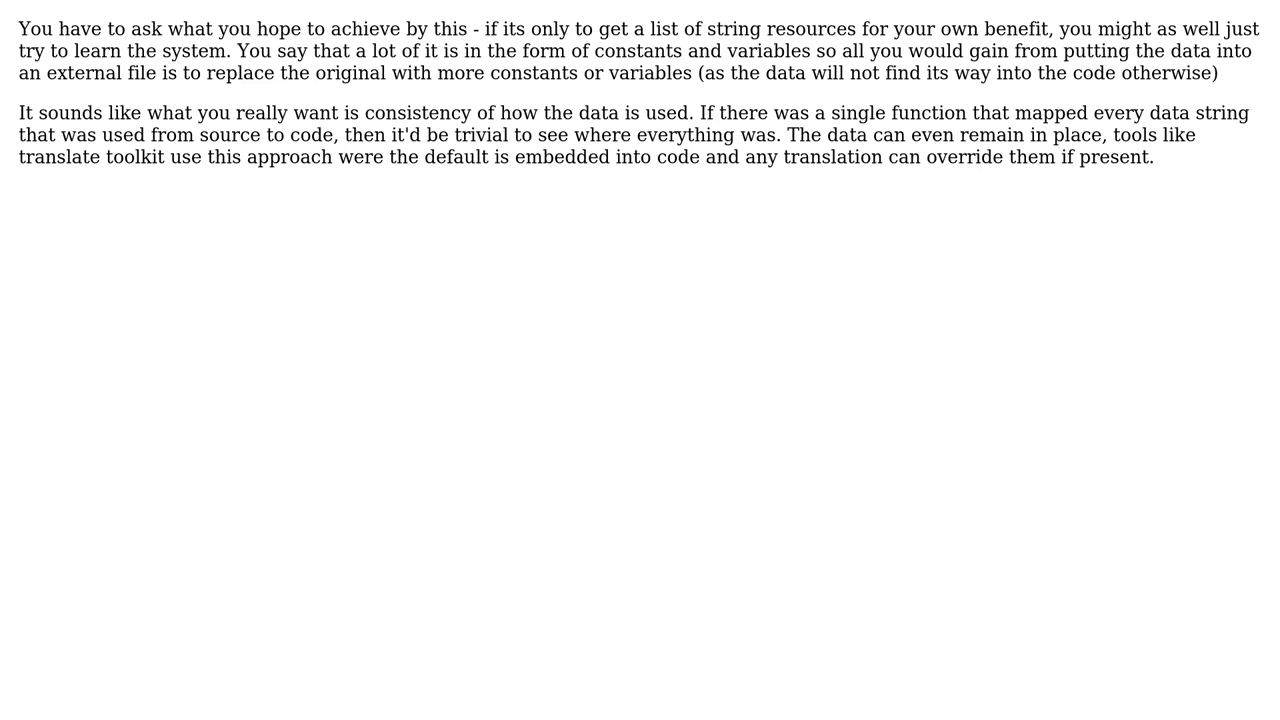 You have to ask what you hope to achieve by this - if its only to get a list of string resources for your own benefit, you might as well just
try to learn the system. You say that a lot of it is in the form of constants and variables so all you would gain from putting the data into
an external file is to replace the original with more constants or variables (as the data will not find its way into the code otherwise)
It sounds like what you really want is consistency of how the data is used. If there was a single function that mapped every data string
that was used from source to code, then it'd be trivial to see where everything was. The data can even remain in place, tools like
translate toolkit use this approach were the default is embedded into code and any translation can override them if present.